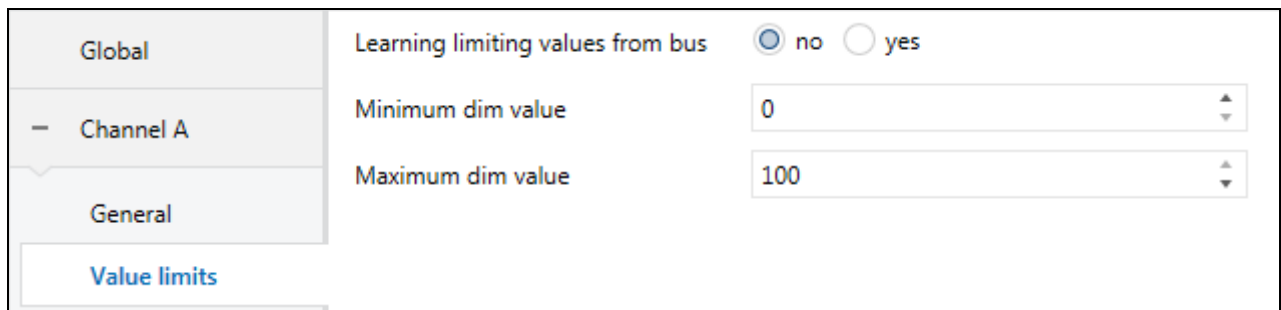 Global
− Channel A
General
Value limits
Learning limiting values from bus no yes
Minimum dim value 0
Maximum dim value 100